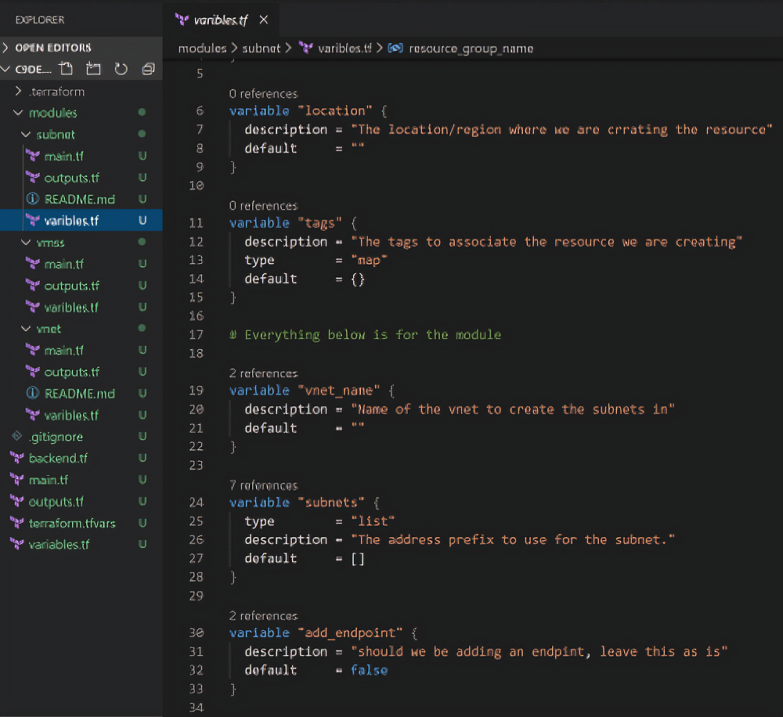 EXPLORER
OPEN EDITORS
C9DE...
.terraform
modules
subnet
main.tf U
outputs.tf U
README.md U
varibles.tf U
vmss
main.tf U
outputs.tf U
varibles.tf U
vnet
main.tf U
outputs.tf U
README.md U
varibles.tf U
.gitignore U
backend.tf U
main.tf U
outputs.tf U
terraform.tfvars U
variables.tf U
varibles.tf ×
modules > subnet > varibles.tf > resource_group_name
5
0 references
6 variable "location" {
7 description = "The location/region where we are crrating the resource"
8 default = ""
9 }
10
0 references
11 variable "tags" {
12 description = "The tags to associate the resource we are creating"
13 type = "map"
14 default = {}
15 }
16
17 # Everything below is for the module
18
2 references
19 variable "vnet_name" {
20 description = "Name of the vnet to create the subnets in"
21 default = ""
22 }
23
7 references
24 variable "subnets" {
25 type = "list"
26 description = "The address prefix to use for the subnet."
27 default = []
28 }
29
2 references
30 variable "add_endpoint" {
31 description = "should we be adding an endpint, leave this as is"
32 default = false
33 }
34